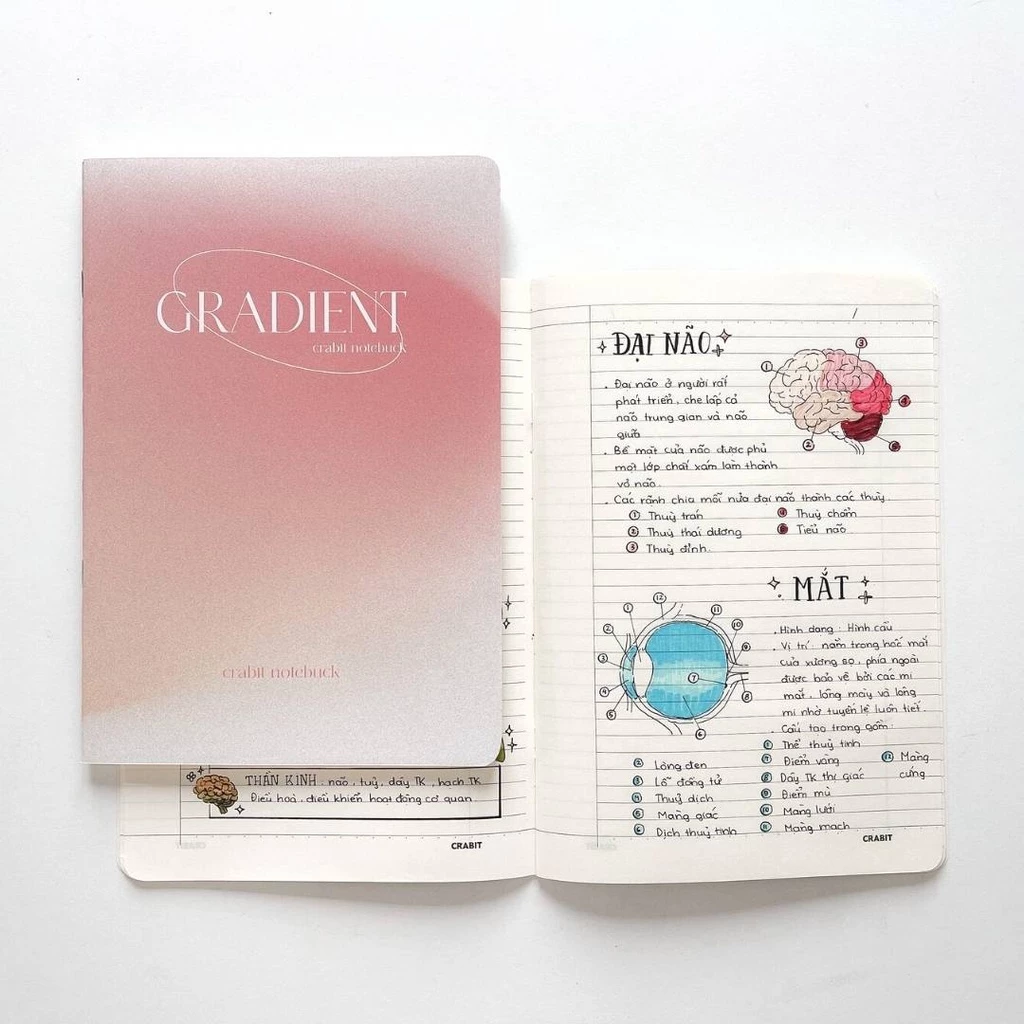 GRADIENT
crabit notebuck
crabit notebuck
THẦN KINH : não, tuỷ, dây TK, hạch TK
Điều hoà, điều khiển hoạt động cơ quan
CRABIT
ĐẠI NÃO
. Đại não ở người rất
phát triển, che lấp cả
não trung gian và não
giữa
. Bề mặt của não được phủ
một lớp chất xám làm thành
vỏ não.
. Các rãnh chia mỗi nửa đại não thành các thuỳ
1 Thuỳ trán
2 Thuỳ thái dương
3 Thuỳ đỉnh.
4 Thuỳ chẩm
5 Tiểu não
1
2
3
4
5
MẮT
. Hình dạng : Hình cầu
. Vị trí : nằm trong hốc mắt
của xương sọ, phía ngoài
được bảo vệ bởi các mi
mắt, lông mày và lông
mi nhờ tuyến lệ luôn tiết.
. Cấu tạo trong gồm:
1 Thể thuỷ tinh
2 Lòng đen
3 Lỗ đồng tử
4 Thuỷ dịch
5 Màng giác
6 Dịch thuỷ tinh
7 Điểm vàng
8 Dây TK thị giác
9 Điểm mù
10 Màng lưới
11 Màng mạch
12 Màng
cứng
1
2
3
4
5
6
7
8
9
10
11
12
CRABIT